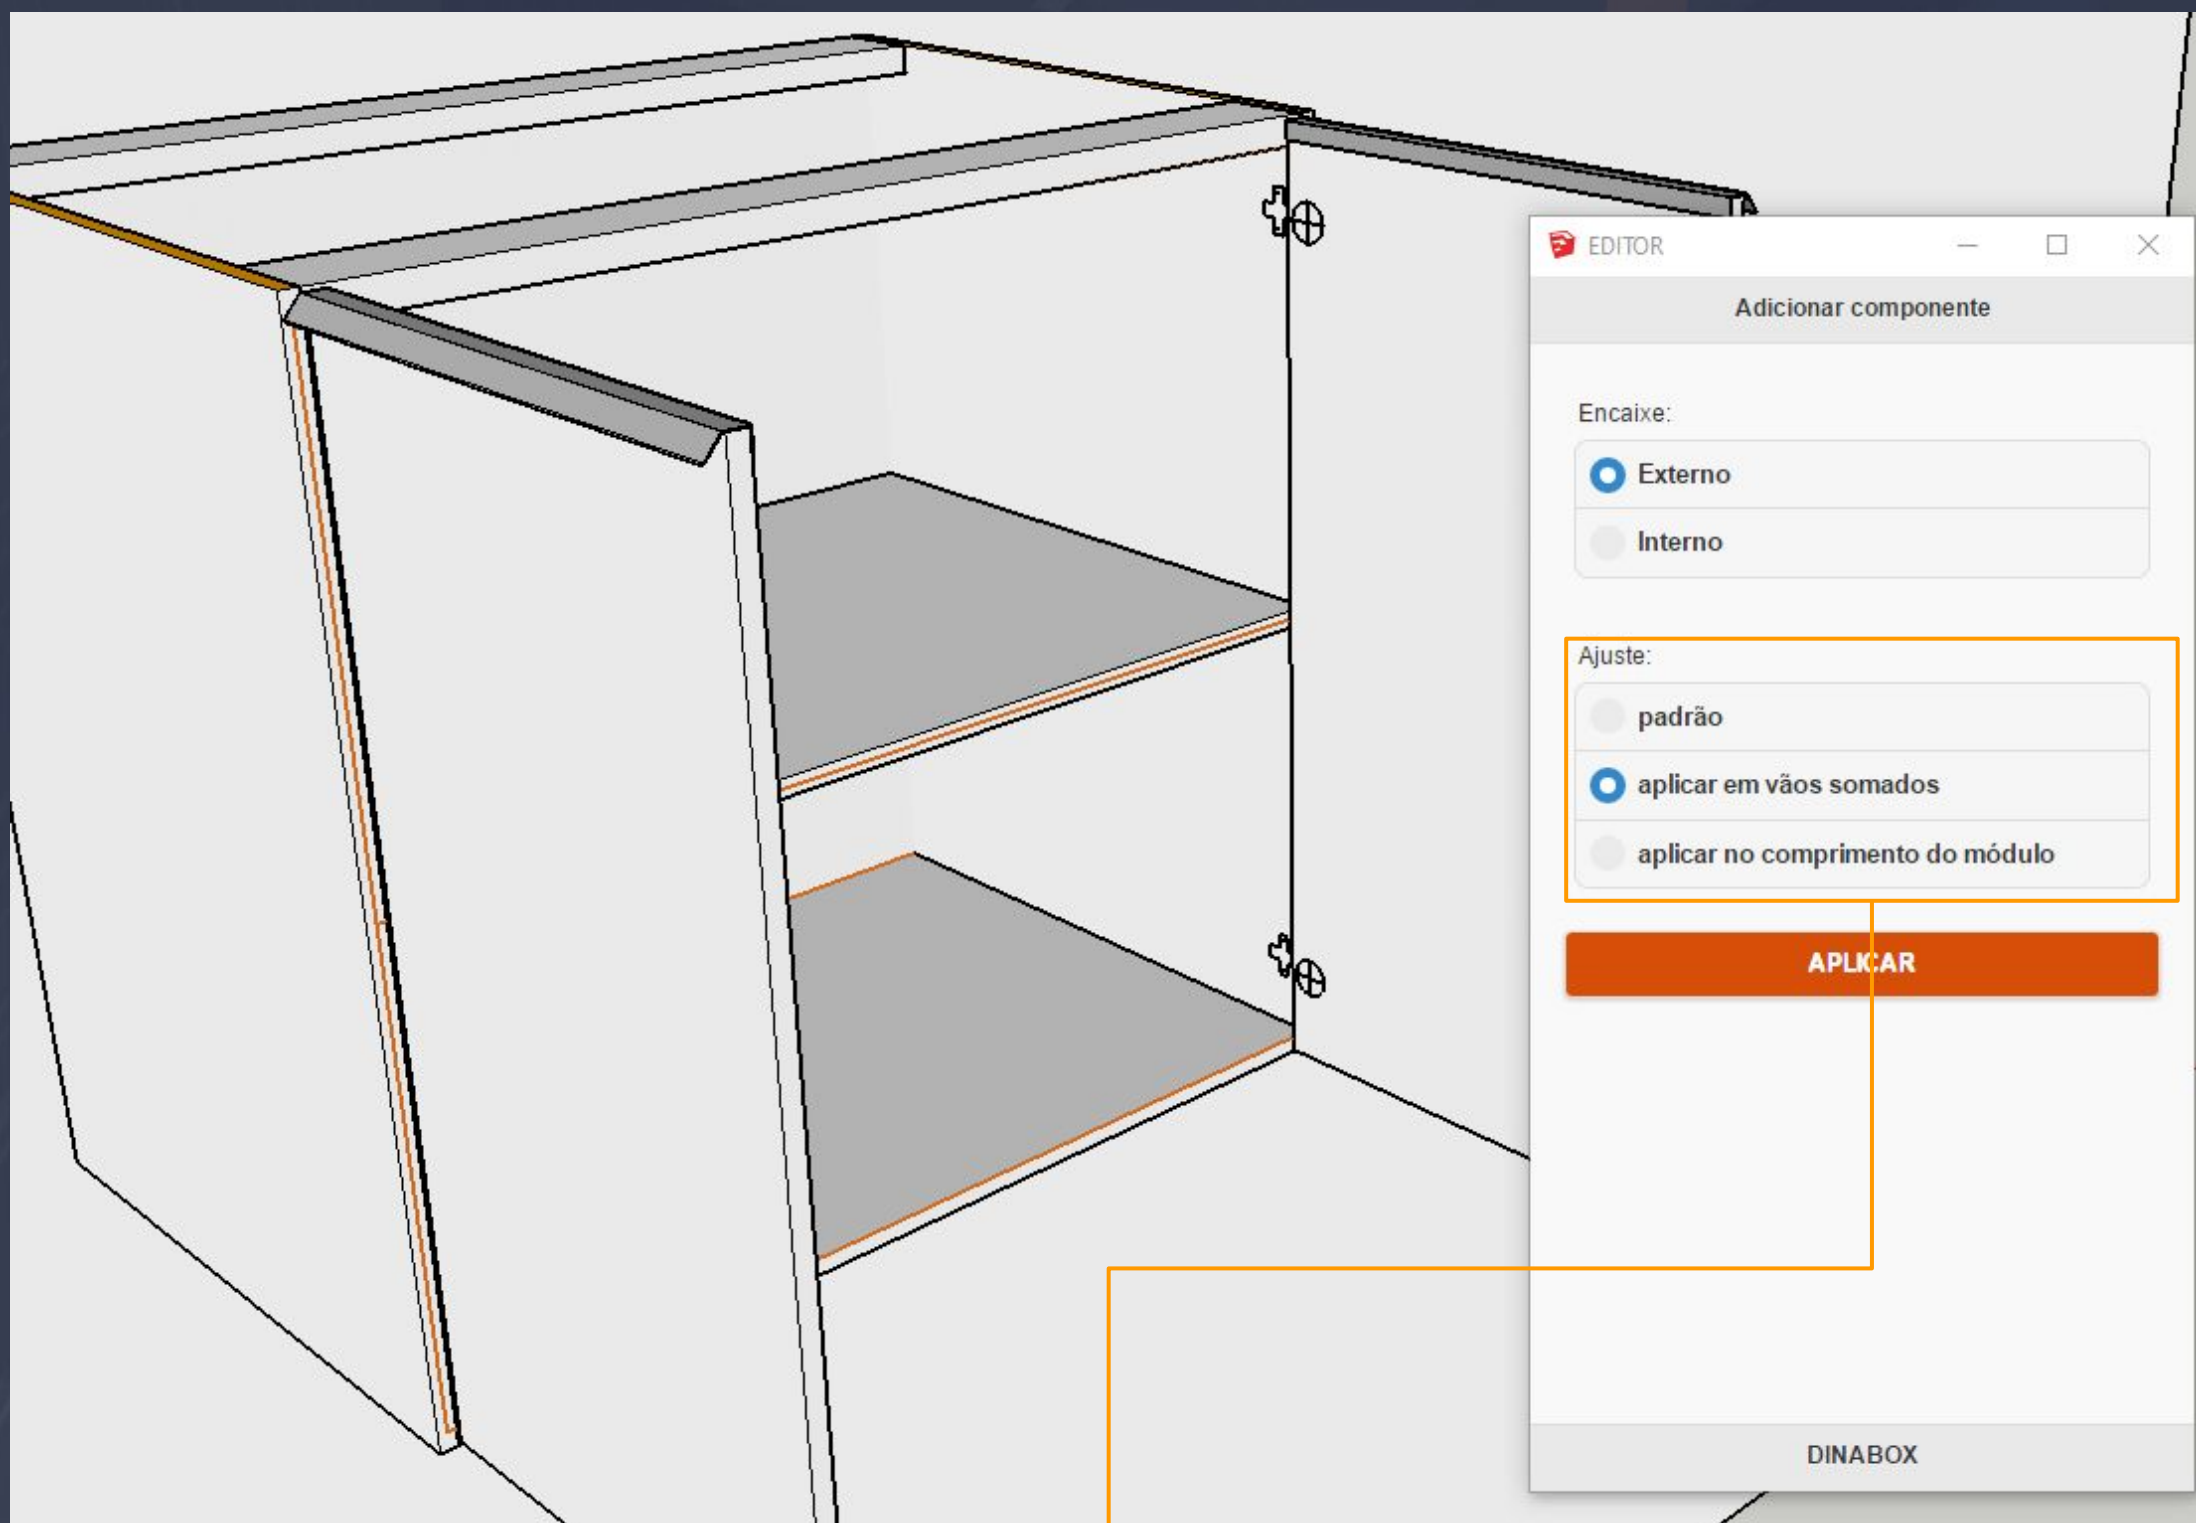 EDITOR
Adicionar componente
Encaixe:
Externo
Interno
Ajuste:
padrão
aplicar em vãos somados
aplicar no comprimento do módulo
APLICAR
DINABOX